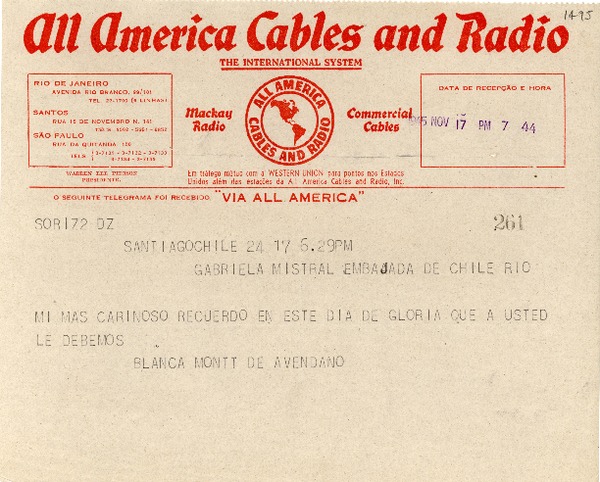 1495
All America Cables and Radio
THE INTERNATIONAL SYSTEM
RIO DE JANEIRO
AVENIDA RIO BRANCO, 99/101
SANTOS
RUA 15 DE NOVEMBRO N. 141
SÃO PAULO
RUA DA QUITANDA
TELS
PRESIDENTE
Mackay
Radio
ALL AMERICA
CABLES AND RADIO
Commercial
Cables
DATA DE RECEPÇÃO E HORA
NOV 17 PM 7 44
Em tráfego mútuo com a WESTERN UNION para pontos nos Estados
Unidos além das estações da All America Cables and Radio, Inc.
O SEGUINTE TELEGRAMA FOI RECEBIDO "VIA ALL AMERICA"
SORI72 DZ 261
SANTIAGOCHILE 24 17 6.29PM
GABRIELA MISTRAL EMBAJADA DE CHILE RIO
MI MAS CARINOSO RECUERDO EN ESTE DIA DE GLORIA QUE A USTED
LE DEBEMOS
BLANCA MONTT DE AVENDANO